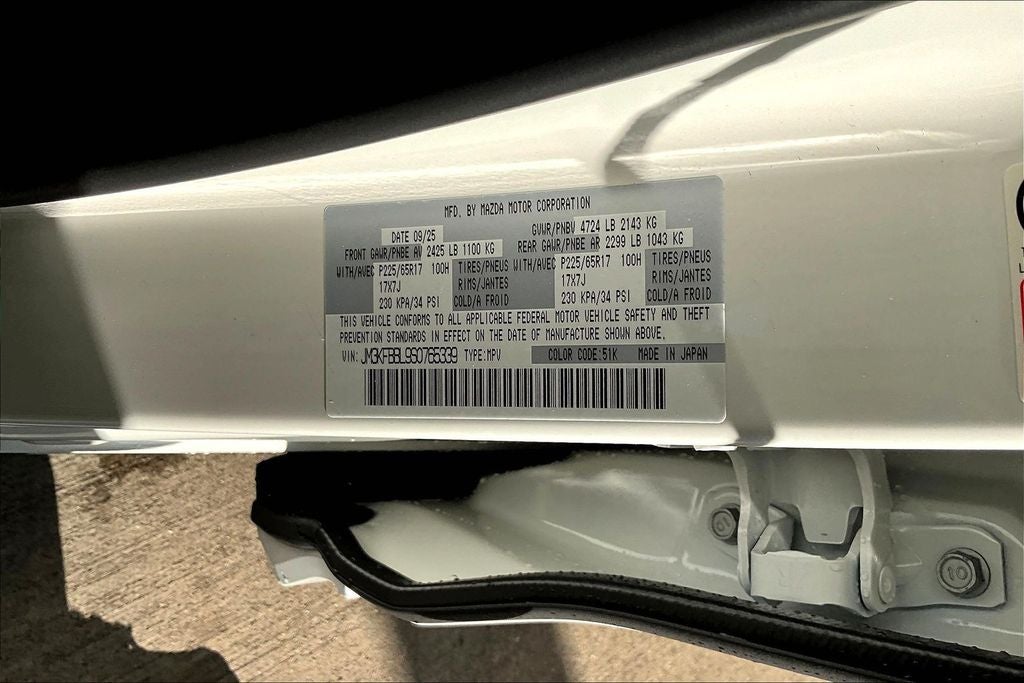 MFD. BY MAZDA MOTOR CORPORATION
DATE 09/25 GVWR/PNBV 4724 LB 2143 KG
FRONT GAWR/PNBE AV 2425 LB 1100 KG REAR GAWR/PNBE AR 2299 LB 1043 KG
WITH/AVEC P225/65R17 100H TIRES/PNEUS WITH/AVEC P225/65R17 100H TIRES/PNEUS
17X7J RIMS/JANTES 17X7J RIMS/JANTES
230 KPA/34 PSI COLD/A FROID 230 KPA/34 PSI COLD/A FROID
THIS VEHICLE CONFORMS TO ALL APPLICABLE FEDERAL MOTOR VEHICLE SAFETY AND THEFT
PREVENTION STANDARDS IN EFFECT ON THE DATE OF MANUFACTURE SHOWN ABOVE.
VIN: JM3KFBBL9S0765339 TYPE:MPV COLOR CODE:51K MADE IN JAPAN
10